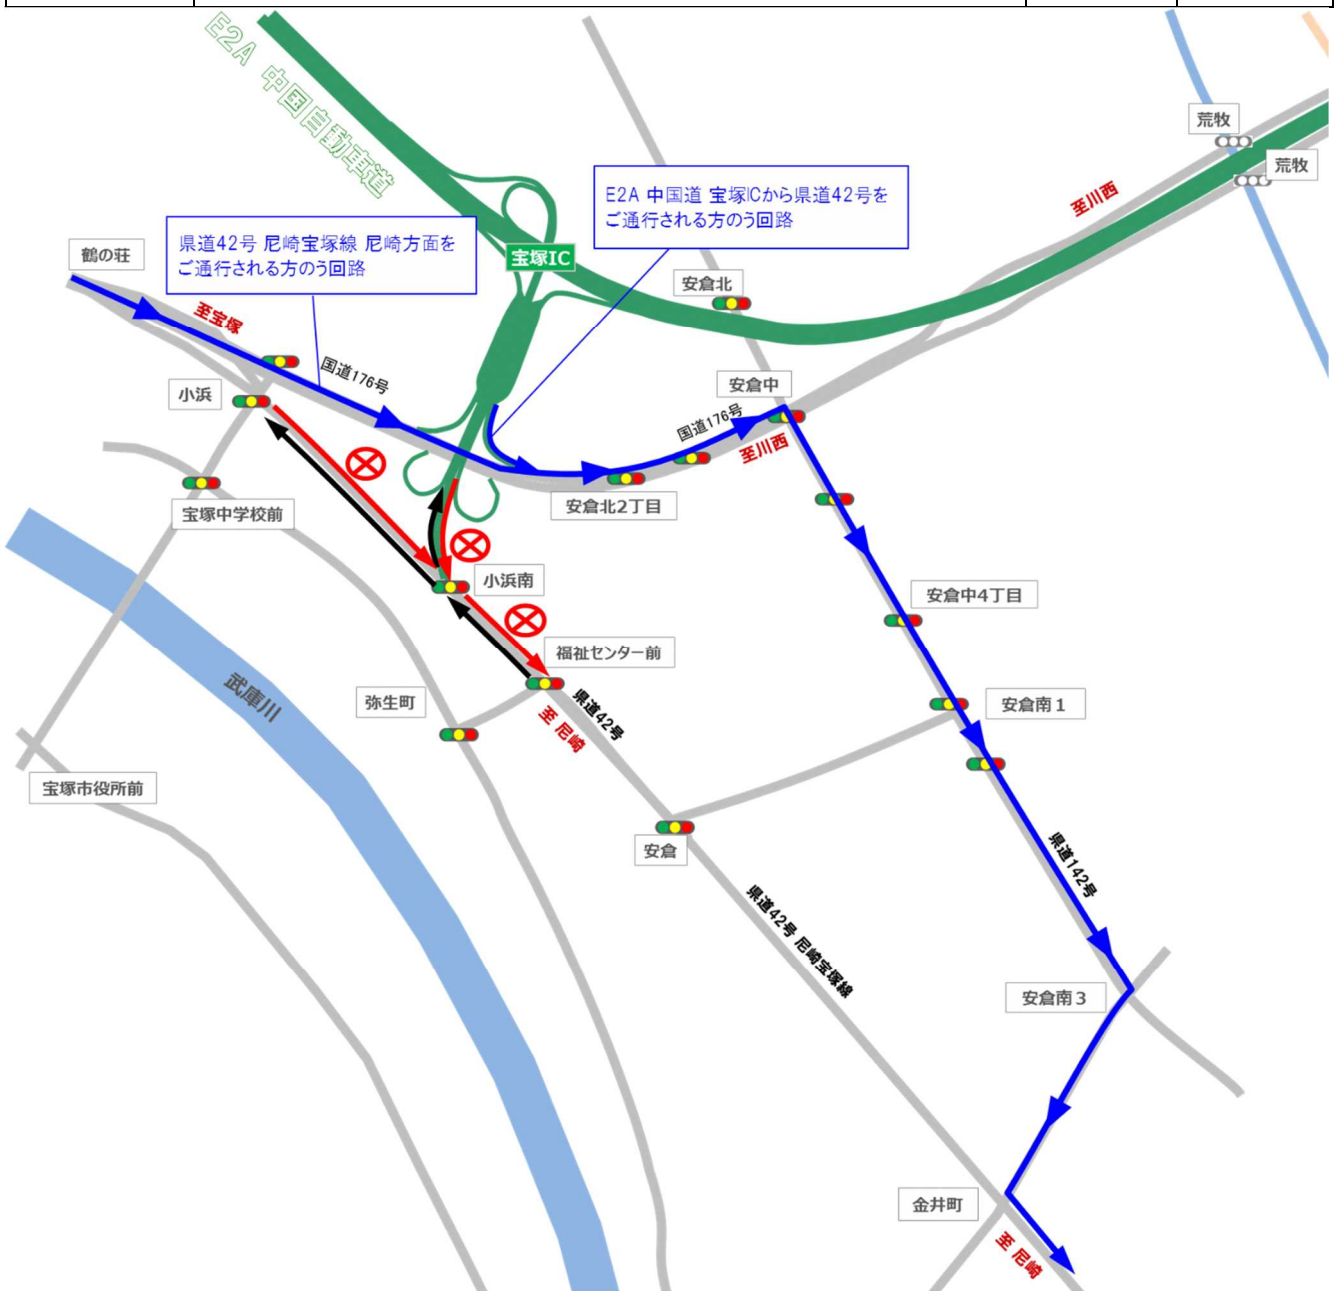 E2A 中国自動車道
荒牧
荒牧
至川西
E2A 中国道 宝塚ICから県道42号を
ご通行される方のう回路
県道42号 尼崎宝塚線 尼崎方面を
ご通行される方のう回路
鶴の荘
宝塚IC
安倉北
至宝塚
国道176号
小浜
安倉中
国道176号
至川西
安倉北2丁目
宝塚中学校前
小浜南
安倉中4丁目
福祉センター前
武庫川
弥生町
県道42号
至 尼崎
安倉南1
宝塚市役所前
安倉
県道142号
県道42号 尼崎宝塚線
安倉南3
金井町
至 尼崎